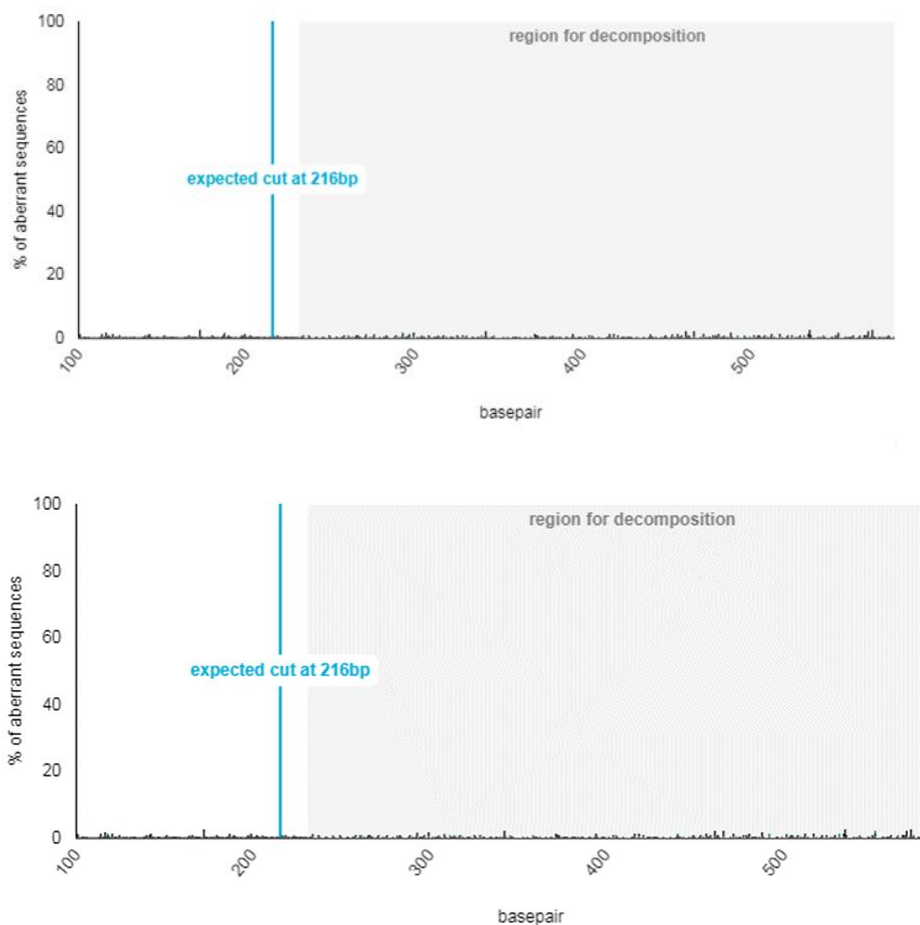 100
region for decomposition
80
60
expected cut at 216bp
40
20
0
% of aberrant sequences
100
200
300
400
500
basepair
100
region for decomposition
80
60
expected cut at 216bp
40
20
0
% of aberrant sequences
100
200
300
400
500
basepair